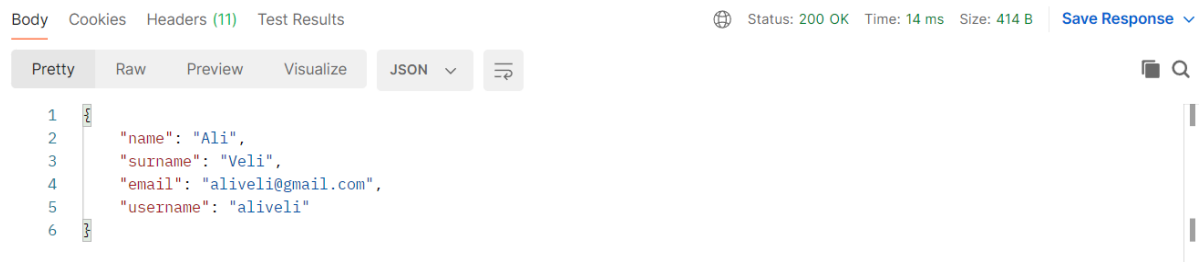 Body Cookies Headers (11) Test Results Status: 200 OK Time: 14 ms Size: 414 B Save Response
Pretty Raw Preview Visualize JSON
1 {
2 "name": "Ali",
3 "surname": "Veli",
4 "email": "aliveli@gmail.com",
5 "username": "aliveli"
6 }